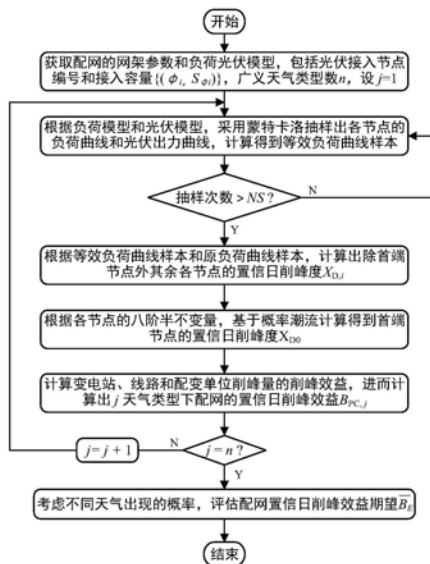 开始
获取配网的网架参数和负荷光伏模型，包括光伏接入节点
编号和接入容量{(ϕi, Sϕi)}，广义天气类型数n，设 j=1
根据负荷模型和光伏模型，采用蒙特卡洛抽样出各节点的
负荷曲线和光伏出力曲线，计算得到等效负荷曲线样本
抽样次数 > NS ?
N
Y
根据等效负荷曲线样本和原负荷曲线样本，计算出除首端
节点外其余各节点的置信日削峰度XD,i
根据各节点的八阶半不变量，基于概率潮流计算得到首端
节点的置信日削峰度XD0
计算变电站、线路和配变单位削峰量的削峰效益，进而计
算出 j 天气类型下配网的置信日削峰效益BPC,j
j= j + 1
N
j = n ?
Y
考虑不同天气出现的概率，评估配网置信日削峰效益期望B̅E
结束